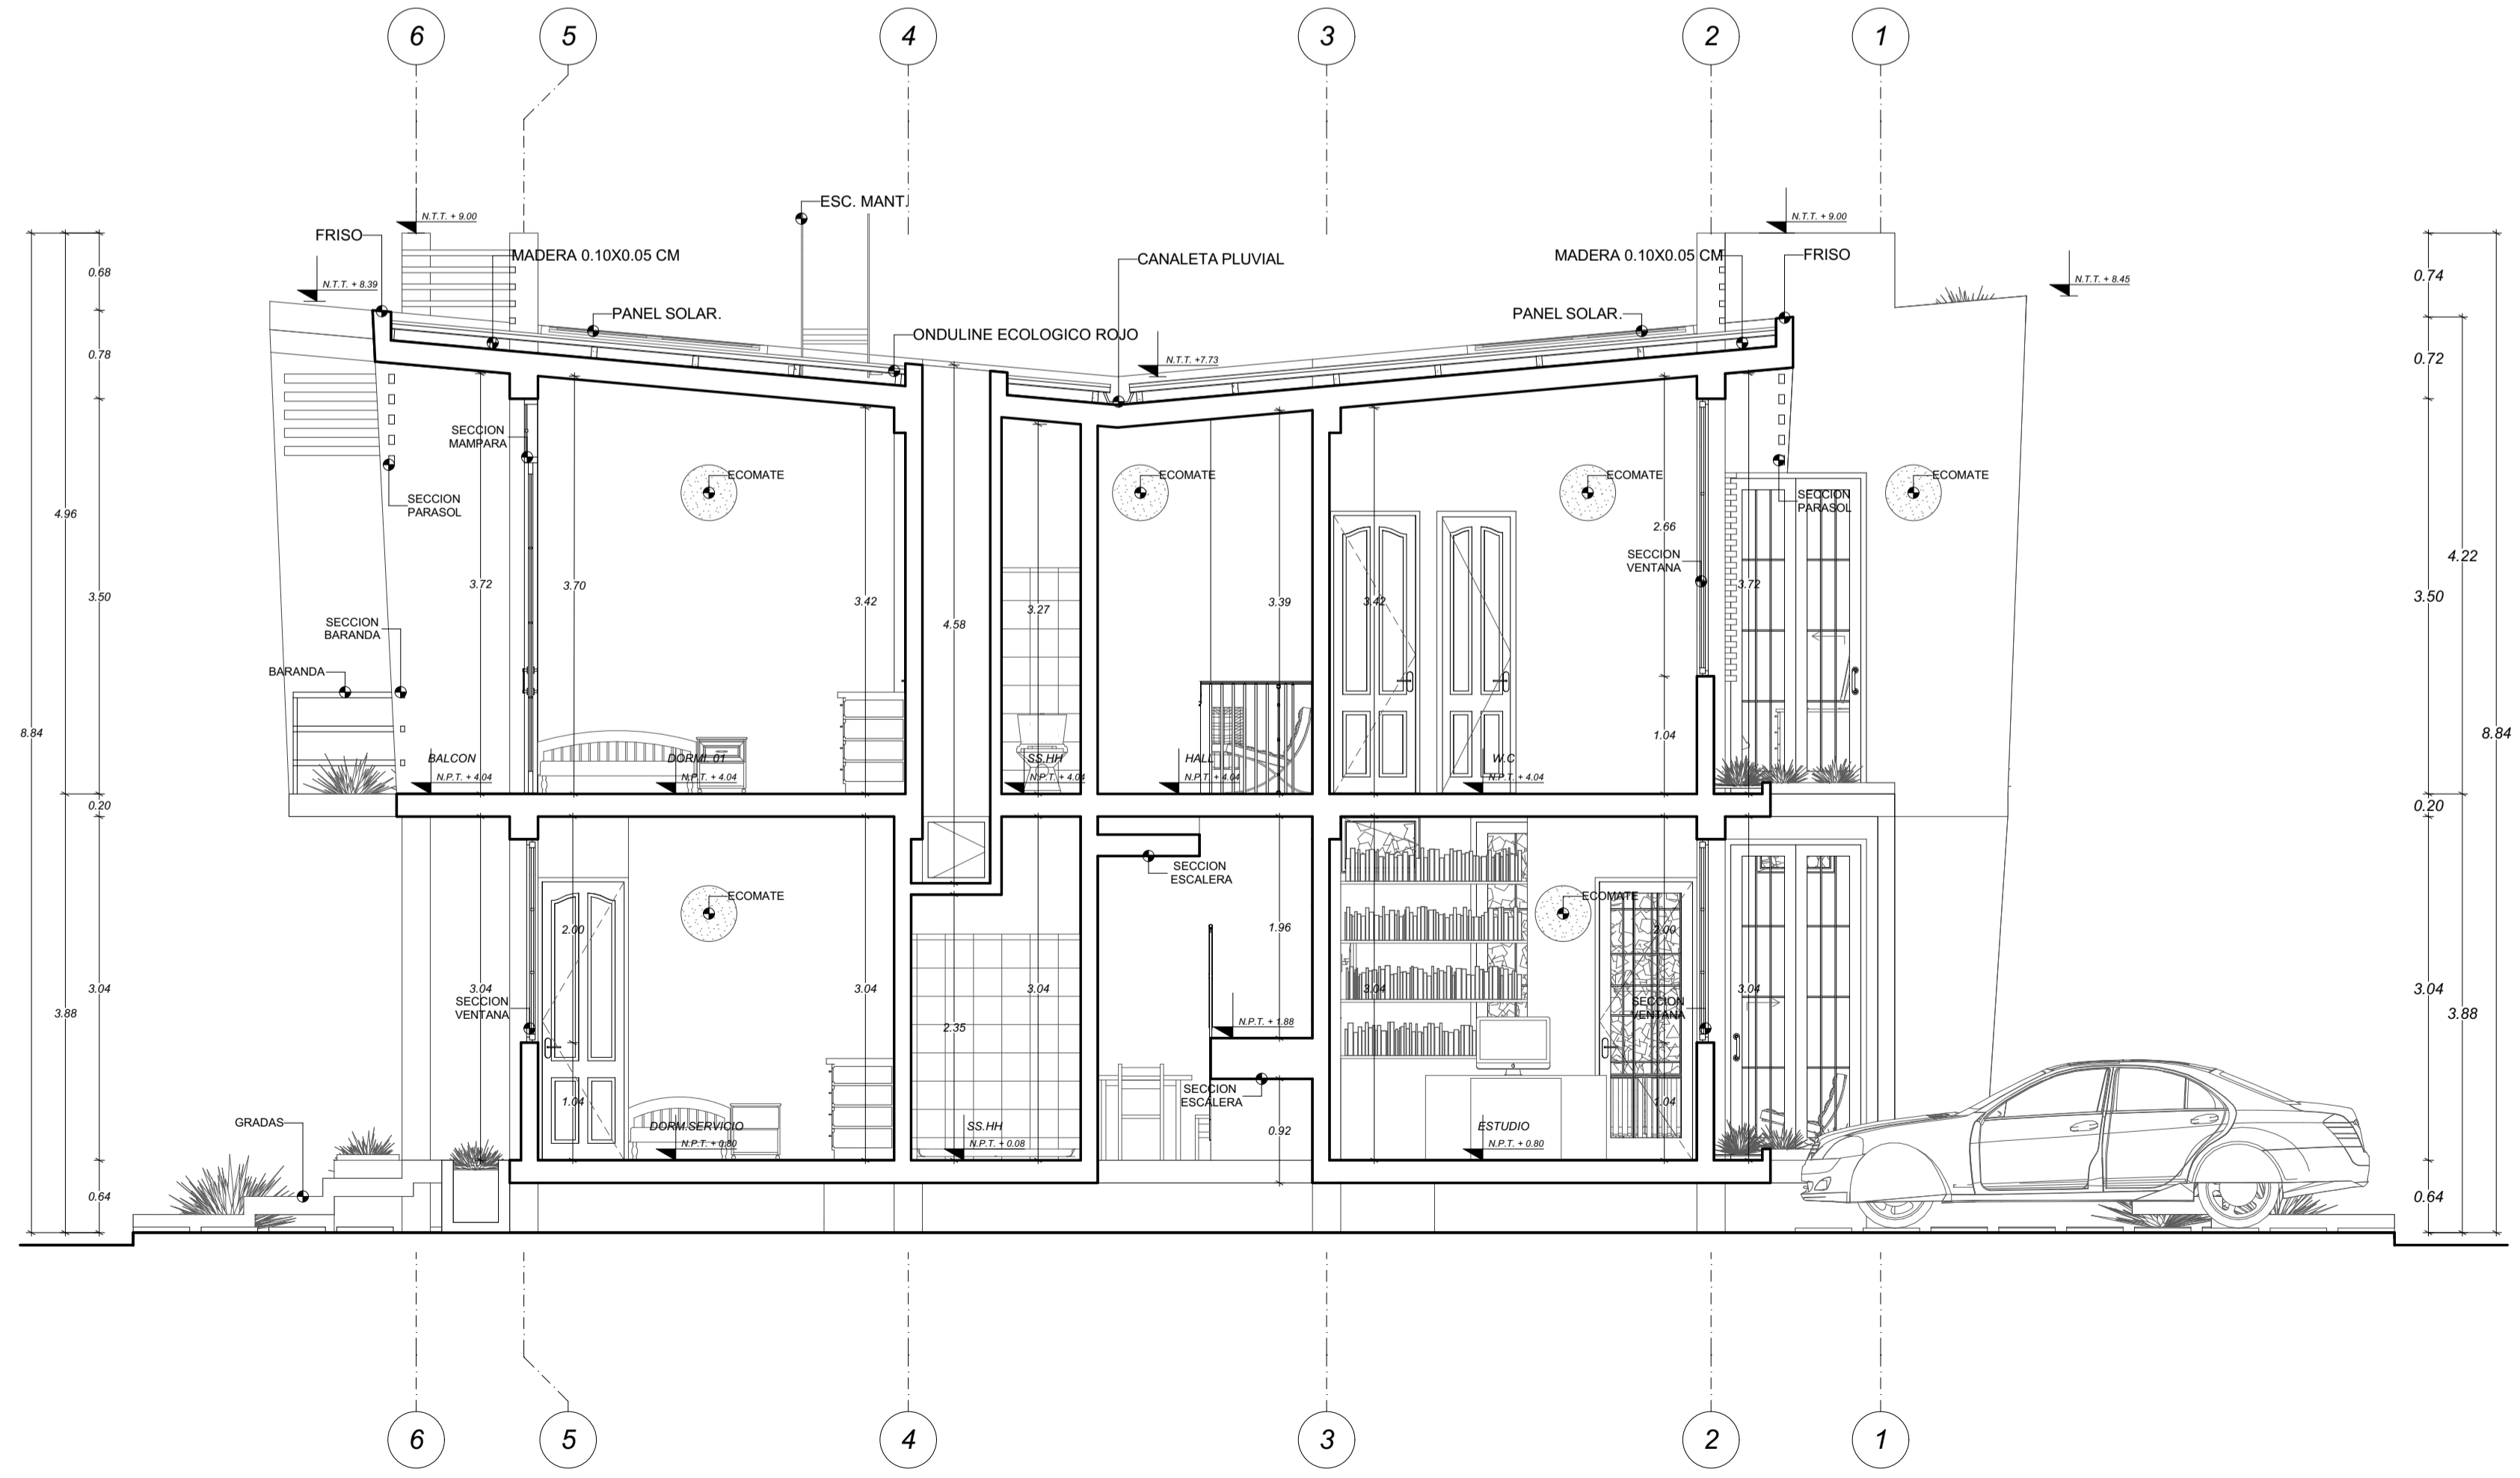 6
5
4
3
2
1
ESC. MANT.
N.T.T. + 9.00
N.T.T. + 9.00
FRISO
MADERA 0.10X0.05 CM
CANALETA PLUVIAL
MADERA 0.10X0.05 CM
FRISO
0.68
0.74
N.T.T. + 8.39
N.T.T. + 8.45
PANEL SOLAR.
PANEL SOLAR.
ONDULINE ECOLOGICO ROJO
0.78
N.T.T. +7.73
0.72
SECCION
MAMPARA
ECOMATE
ECOMATE
ECOMATE
ECOMATE
SECCION
PARASOL
SECCION
PARASOL
4.96
2.66
SECCION
VENTANA
4.22
3.72
3.70
3.72
3.50
3.42
3.27
3.39
3.42
3.50
4.58
SECCION
BARANDA
BARANDA
8.84
1.04
8.84
BALCON
N.P.T. + 4.04
DORMI. 01
N.P.T. + 4.04
SS.HH
N.P.T. + 4.04
HALL
N.P.T. + 4.04
W.C
N.P.T. + 4.04
0.20
0.20
SECCION
ESCALERA
ECOMATE
ECOMATE
2.00
1.96
2.00
3.04
3.04
3.04
3.04
3.04
3.04
3.04
SECCION
VENTANA
SECCION
VENTANA
3.88
3.88
2.35
N.P.T. + 1.88
SECCION
ESCALERA
1.04
1.04
GRADAS
DORM.SERVICIO
N.P.T. + 0.80
SS.HH
N.P.T. + 0.08
0.92
ESTUDIO
N.P.T. + 0.80
0.64
0.64
6
5
4
3
2
1